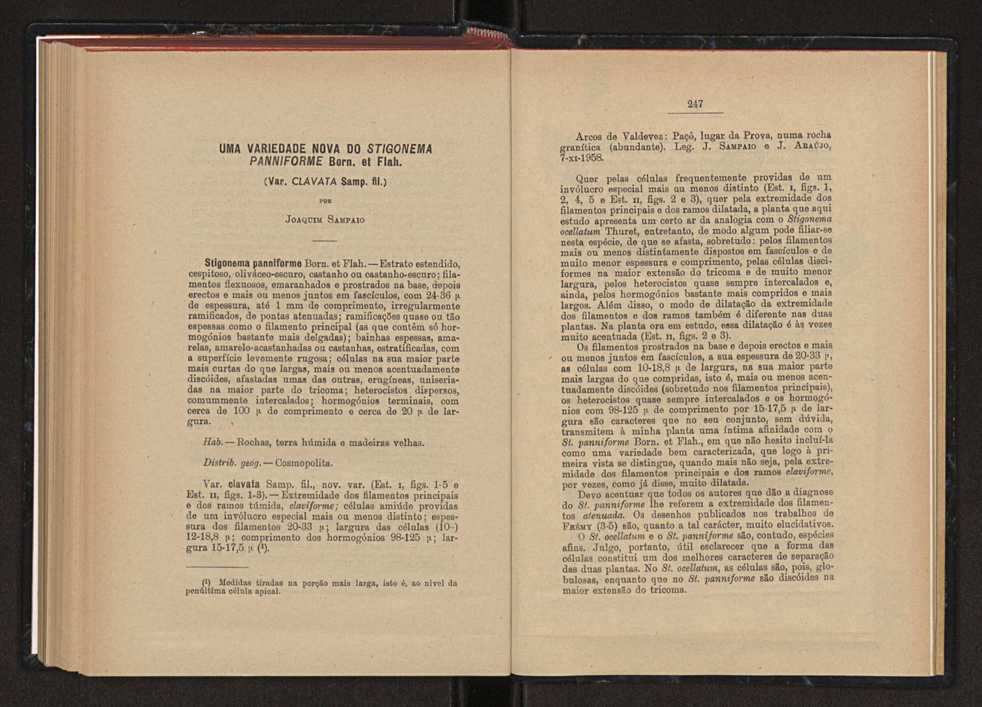 UMA VARIEDADE NOVA DO STIGONEMA
PANNIFORME Born. et Flah.
(Var. CLAVATA Samp. fil.)
POR
JOAQUIM SAMPAIO
Stigonema panniforme Born. et Flah. — Estrato estendido,
cespitoso, oliváceo-escuro, castanho ou castanho-escuro; fila-
mentos flexuosos, emaranhados e prostrados na base, depois
erectos e mais ou menos juntos em fascículos, com 24-36 µ
de espessura, até 1 mm de comprimento, irregularmente
ramificados, de pontas atenuadas; ramificações quase ou tão
espessas como o filamento principal (as que contêm só hor-
mogónios bastante mais delgadas); bainhas espessas, ama-
relas, amarelo-acastanhadas ou castanhas, estratificadas, com
a superfície levemente rugosa; células na sua maior parte
mais curtas do que largas, mais ou menos acentuadamente
discóides, afastadas umas das outras, erugíneas, unisseria-
das na maior parte do tricoma; heterocistos dispersos,
comummente intercalados; hormogónios terminais, com
cerca de 100 µ de comprimento e cerca de 20 µ de lar-
gura.
Hab. — Rochas, terra húmida e madeiras velhas.
Distrib. geog. — Cosmopolita.
Var. clavata Samp. fil., nov. var. (Est. I, figs. 1-5 e
Est. II, figs. 1-3). — Extremidade dos filamentos principais
e dos ramos túmida, claviforme; células amiúde providas
de um invólucro especial mais ou menos distinto; espes-
sura dos filamentos 20-33 µ; largura das células (10-)
12-18,8 µ; comprimento dos hormogónios 98-125 µ; lar-
gura 15-17,5 µ (¹).
(¹) Medidas tiradas na porção mais larga, isto é, ao nível da
penúltima célula apical.
247
Arcos de Valdevez: Paçô, lugar da Prova, numa rocha
granítica (abundante). Leg. J. SAMPAIO e J. ARAÚJO,
7-XI-1958.
Quer pelas células frequentemente providas de um
invólucro especial mais ou menos distinto (Est. I, figs. 1,
2, 4, 5 e Est. II, figs. 2 e 3), quer pela extremidade dos
filamentos principais e dos ramos dilatada, a planta que aqui
estudo apresenta um certo ar da analogia com o Stigonema
ocellatum Thuret, entretanto, de modo algum pode filiar-se
nesta espécie, de que se afasta, sobretudo: pelos filamentos
mais ou menos distintamente dispostos em fascículos e de
muito menor espessura e comprimento, pelas células disci-
formes na maior extensão do tricoma e de muito menor
largura, pelos heterocistos quase sempre intercalados e,
ainda, pelos hormogónios bastante mais compridos e mais
largos. Além disso, o modo de dilatação da extremidade
dos filamentos e dos ramos também é diferente nas duas
plantas. Na planta ora em estudo, essa dilatação é às vezes
muito acentuada (Est. II, figs. 2 e 3).
Os filamentos prostrados na base e depois erectos e mais
ou menos juntos em fascículos, a sua espessura de 20-33 µ,
as células com 10-18,8 µ de largura, na sua maior parte
mais largas do que compridas, isto é, mais ou menos acen-
tuadamente discóides (sobretudo nos filamentos principais),
os heterocistos quase sempre intercalados e os hormogó-
nios com 98-125 µ de comprimento por 15-17,5 µ de lar-
gura são caracteres que no seu conjunto, sem dúvida,
transmitem à minha planta uma íntima afinidade com o
St. panniforme Born. et Flah., em que não hesito incluí-la
como uma variedade bem caracterizada, que logo à pri-
meira vista se distingue, quando mais não seja, pela extre-
midade dos filamentos principais e dos ramos claviforme,
por vezes, como já disse, muito dilatada.
Devo acentuar que todos os autores que dão a diagnose
do St. panniforme lhe referem a extremidade dos filamen-
tos atenuada. Os desenhos publicados nos trabalhos de
FRÉMY (3-5) são, quanto a tal carácter, muito elucidativos.
O St. ocellatum e o St. panniforme são, contudo, espécies
afins. Julgo, portanto, útil esclarecer que a forma das
células constitui um dos melhores caracteres de separação
das duas plantas. No St. ocellatum, as células são, pois, glo-
bulosas, enquanto que no St. panniforme são discóides na
maior extensão do tricoma.